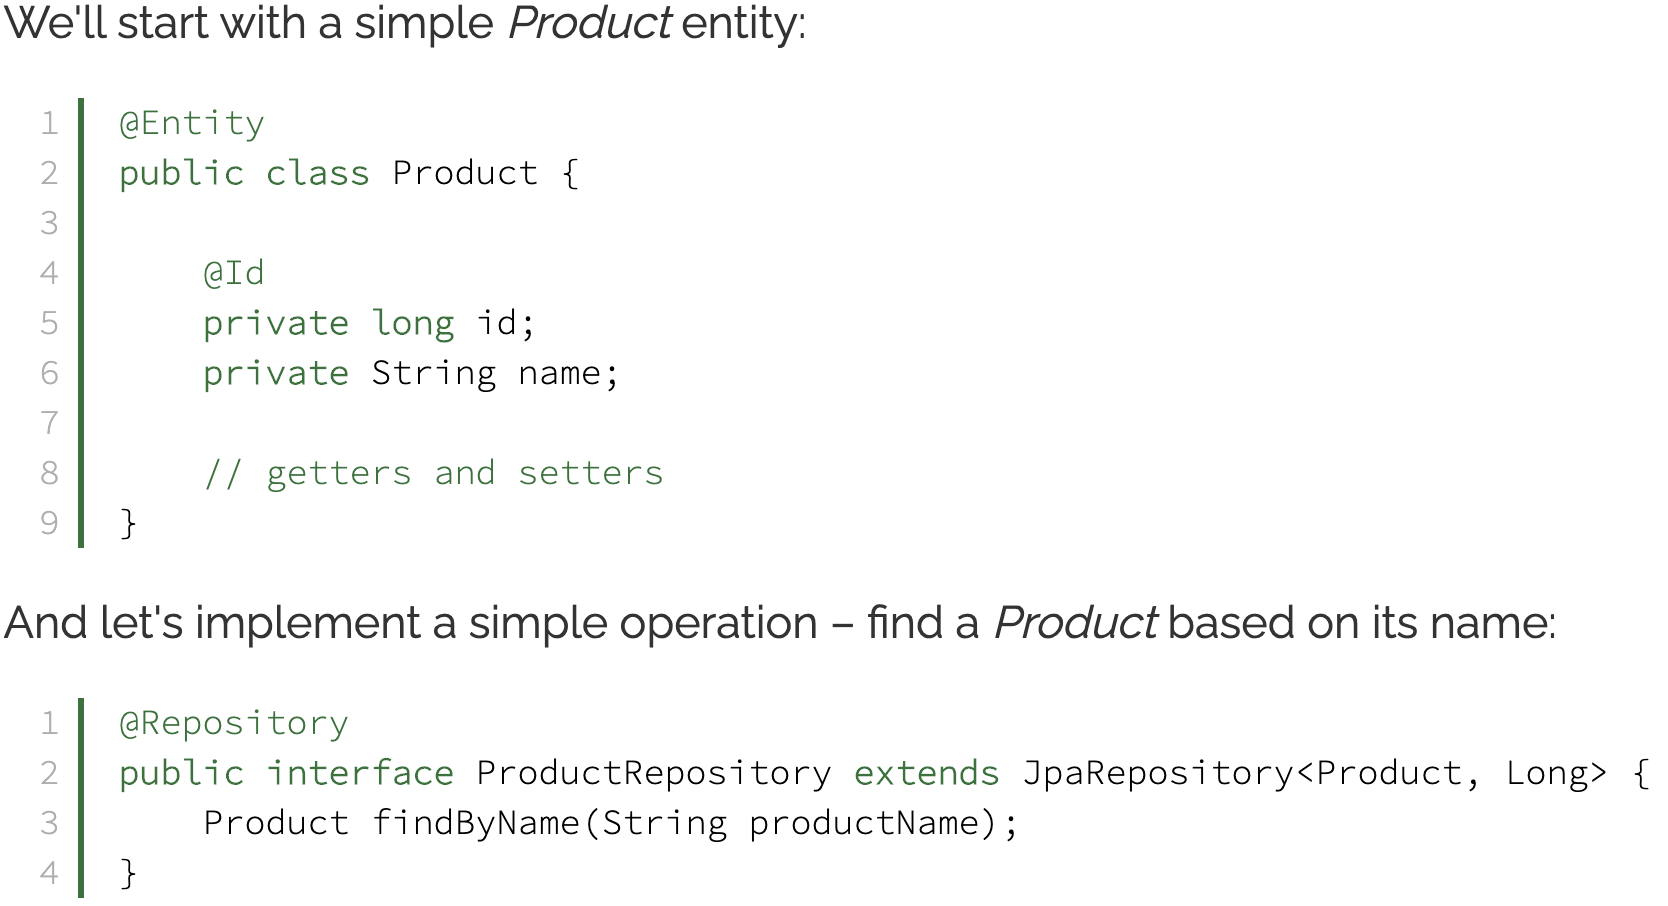 We'll start with a simple Product entity:
1 @Entity
2 public class Product {
3
4 @Id
5 private long id;
6 private String name;
7
8 // getters and setters
9 }
And let's implement a simple operation – find a Product based on its name:
1 @Repository
2 public interface ProductRepository extends JpaRepository<Product, Long> {
3 Product findByName(String productName);
4 }